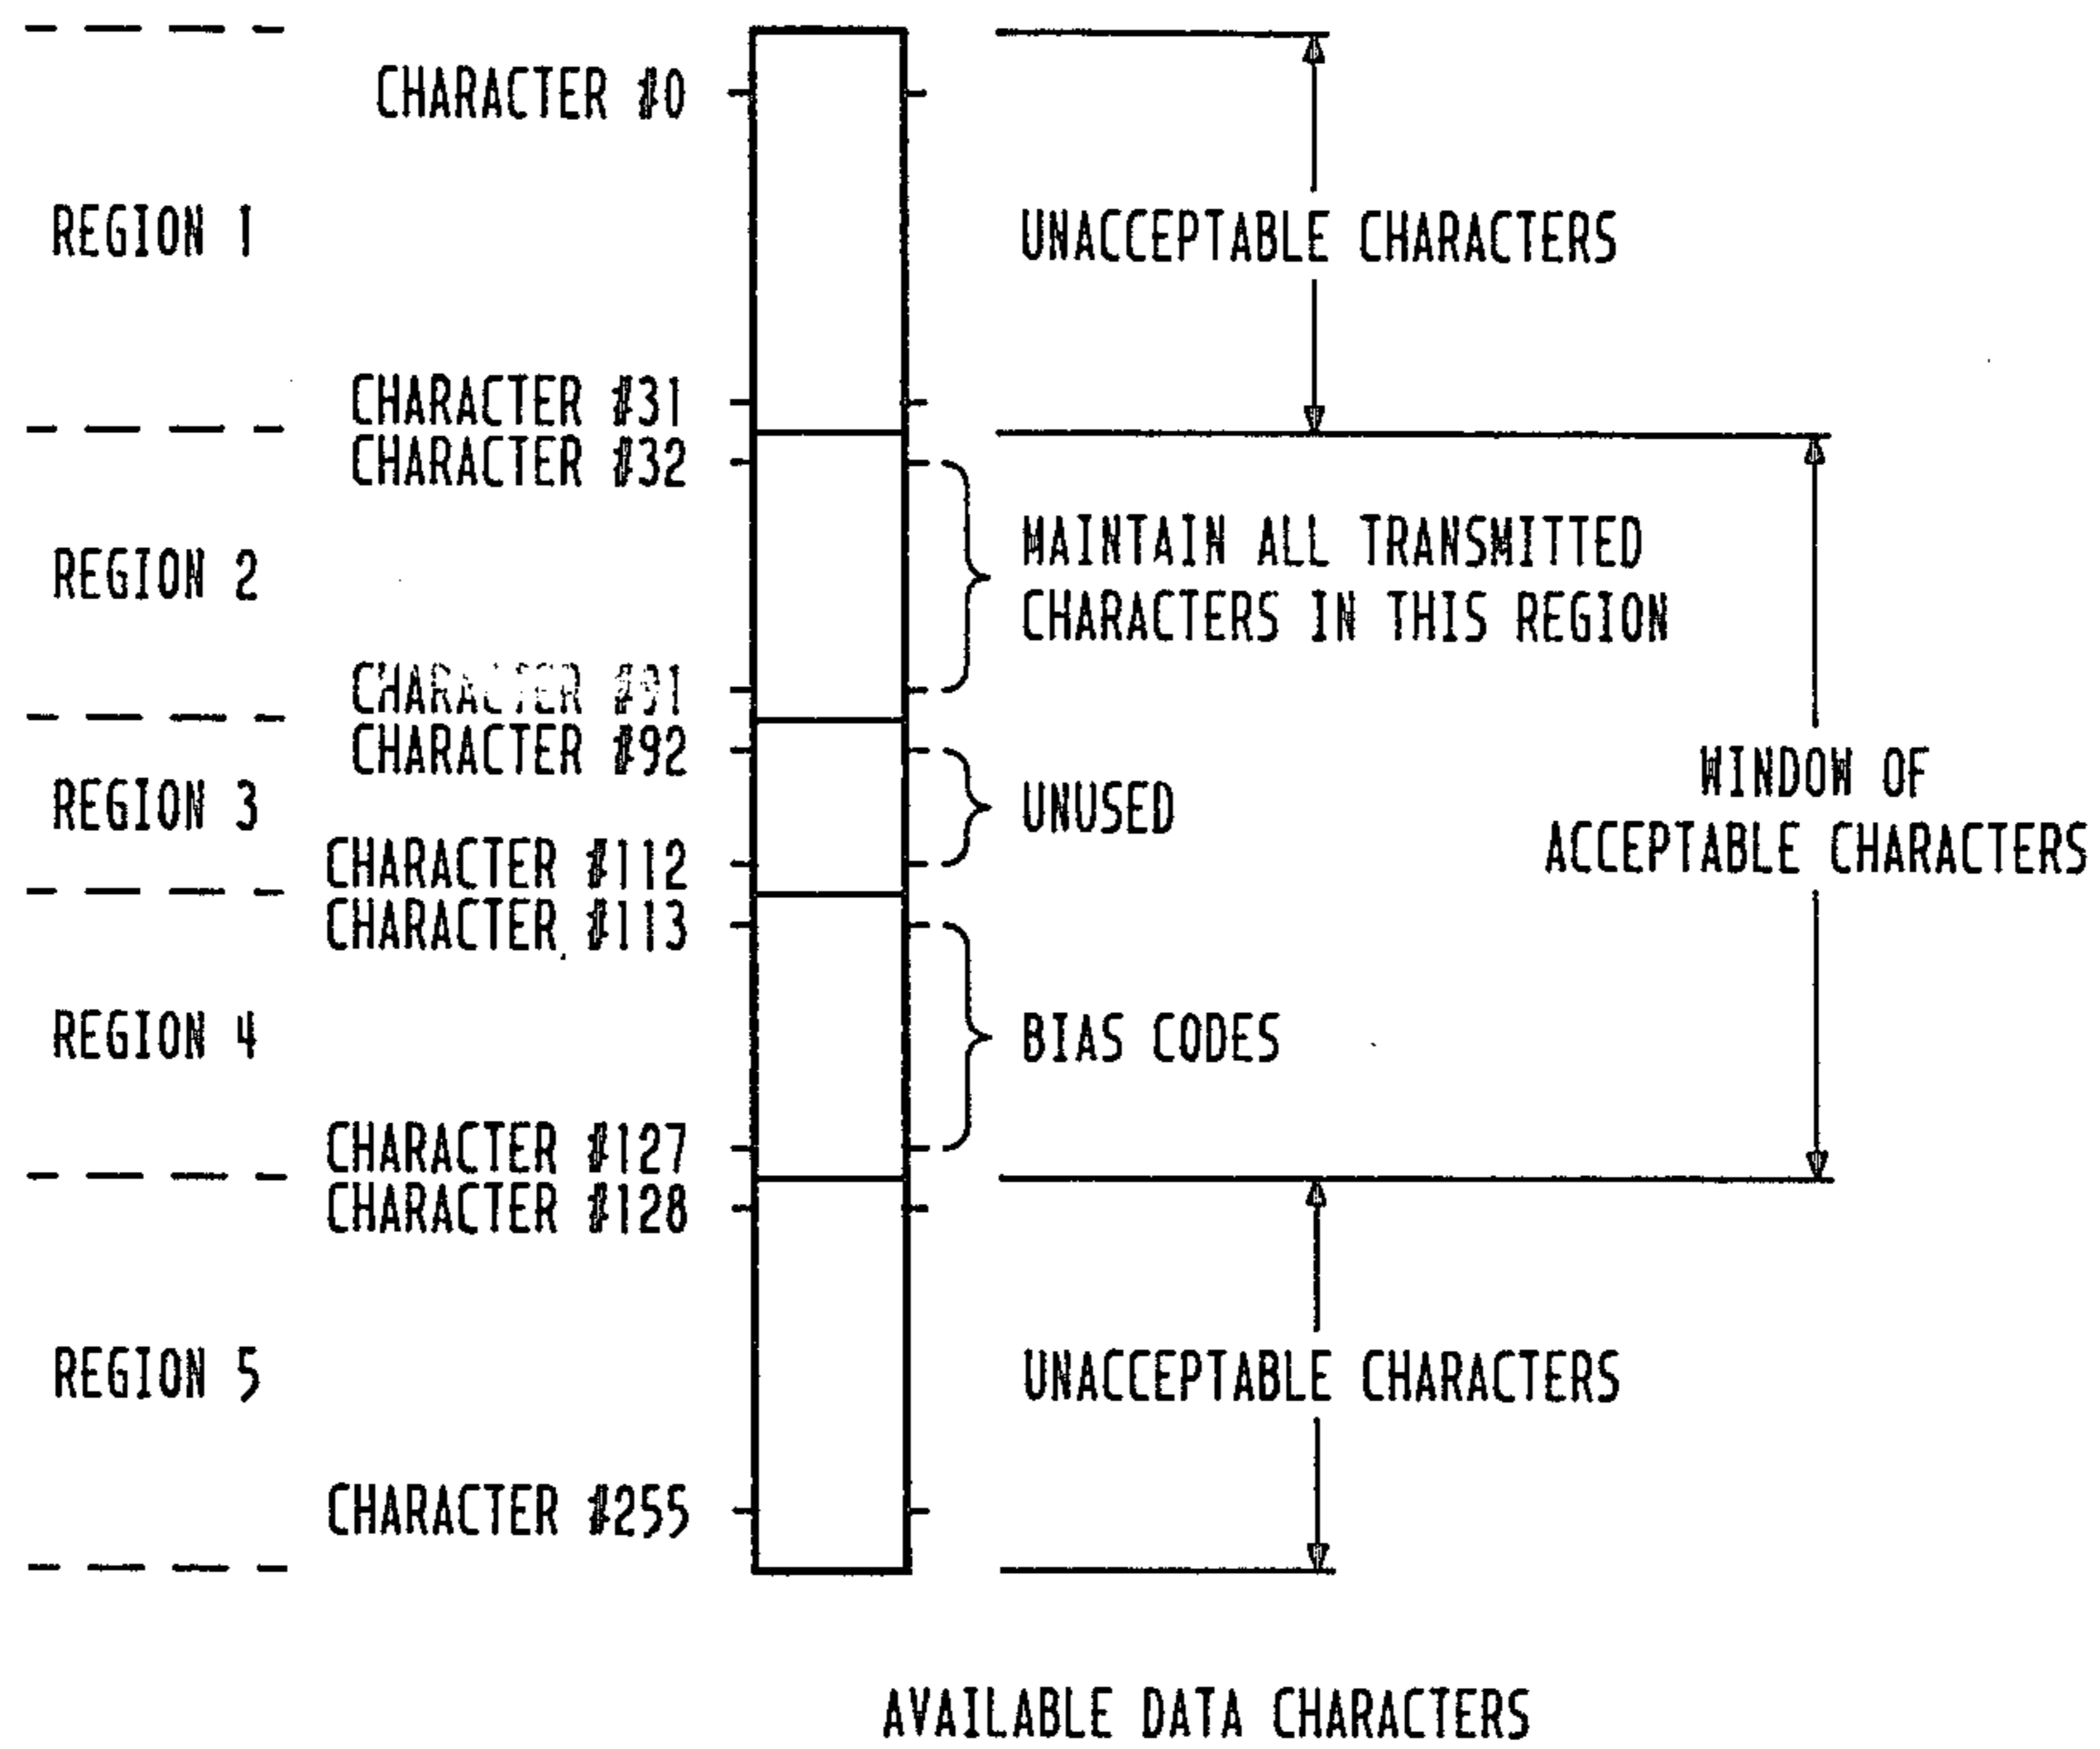 CHARACTER #0
REGION 1
UNACCEPTABLE CHARACTERS
CHARACTER #31
CHARACTER #32
REGION 2
MAINTAIN ALL TRANSMITTED
CHARACTERS IN THIS REGION
CHARACTER #91
CHARACTER #92
REGION 3
UNUSED
WINDOW OF
ACCEPTABLE CHARACTERS
CHARACTER #112
CHARACTER #113
REGION 4
BIAS CODES
CHARACTER #127
CHARACTER #128
REGION 5
UNACCEPTABLE CHARACTERS
CHARACTER #255
AVAILABLE DATA CHARACTERS